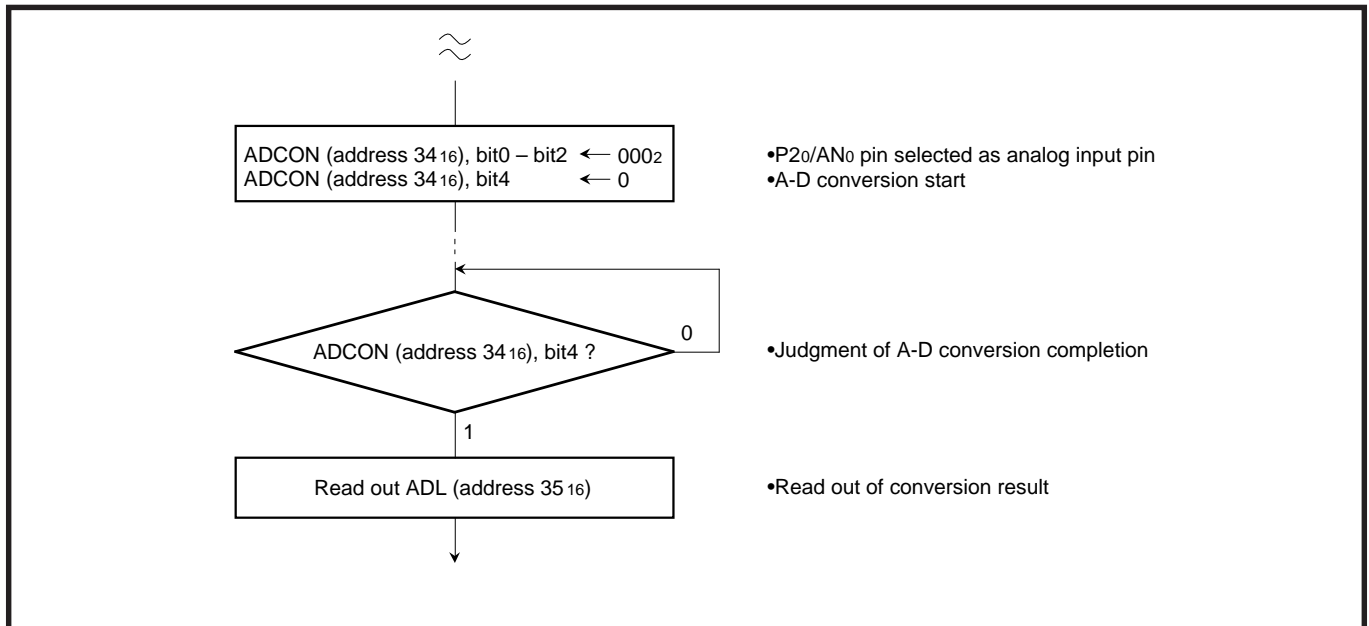 ADCON (address 34₁₆), bit0 – bit2 ← 000₂
ADCON (address 34₁₆), bit4 ← 0
•P2₀/AN₀ pin selected as analog input pin
•A-D conversion start
ADCON (address 34₁₆), bit4 ?
0
•Judgment of A-D conversion completion
1
Read out ADL (address 35₁₆)
•Read out of conversion result